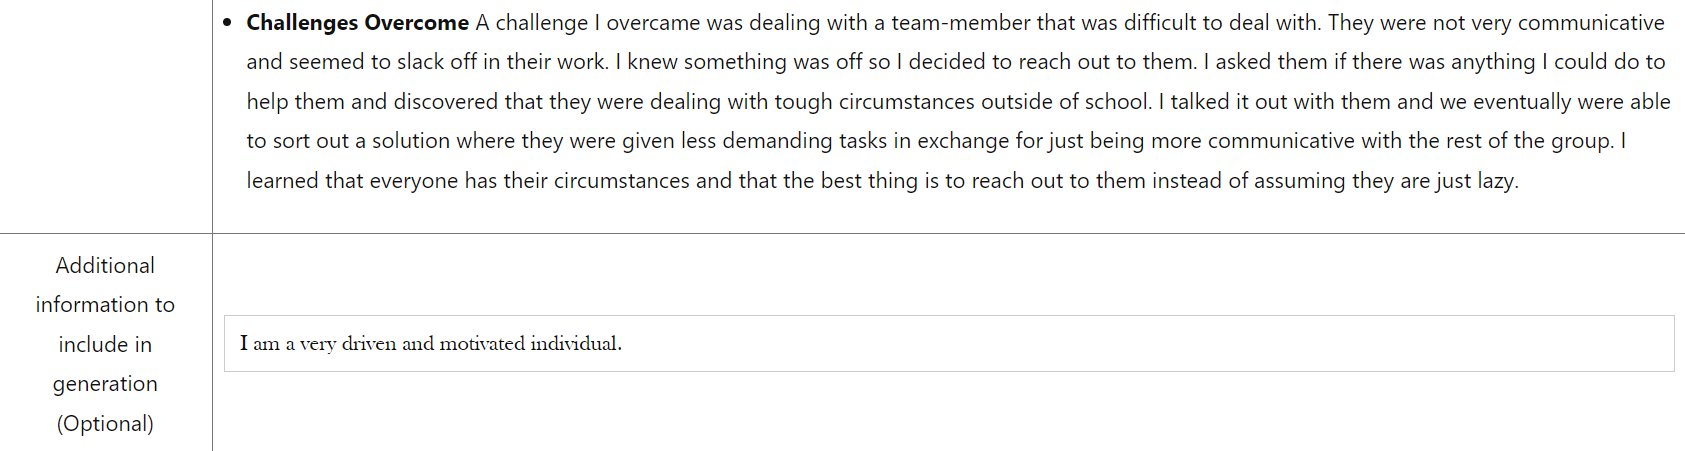 • Challenges Overcome A challenge I overcame was dealing with a team-member that was difficult to deal with. They were not very communicative
and seemed to slack off in their work. I knew something was off so I decided to reach out to them. I asked them if there was anything I could do to
help them and discovered that they were dealing with tough circumstances outside of school. I talked it out with them and we eventually were able
to sort out a solution where they were given less demanding tasks in exchange for just being more communicative with the rest of the group. I
learned that everyone has their circumstances and that the best thing is to reach out to them instead of assuming they are just lazy.
Additional
information to
include in
generation
(Optional)
I am a very driven and motivated individual.